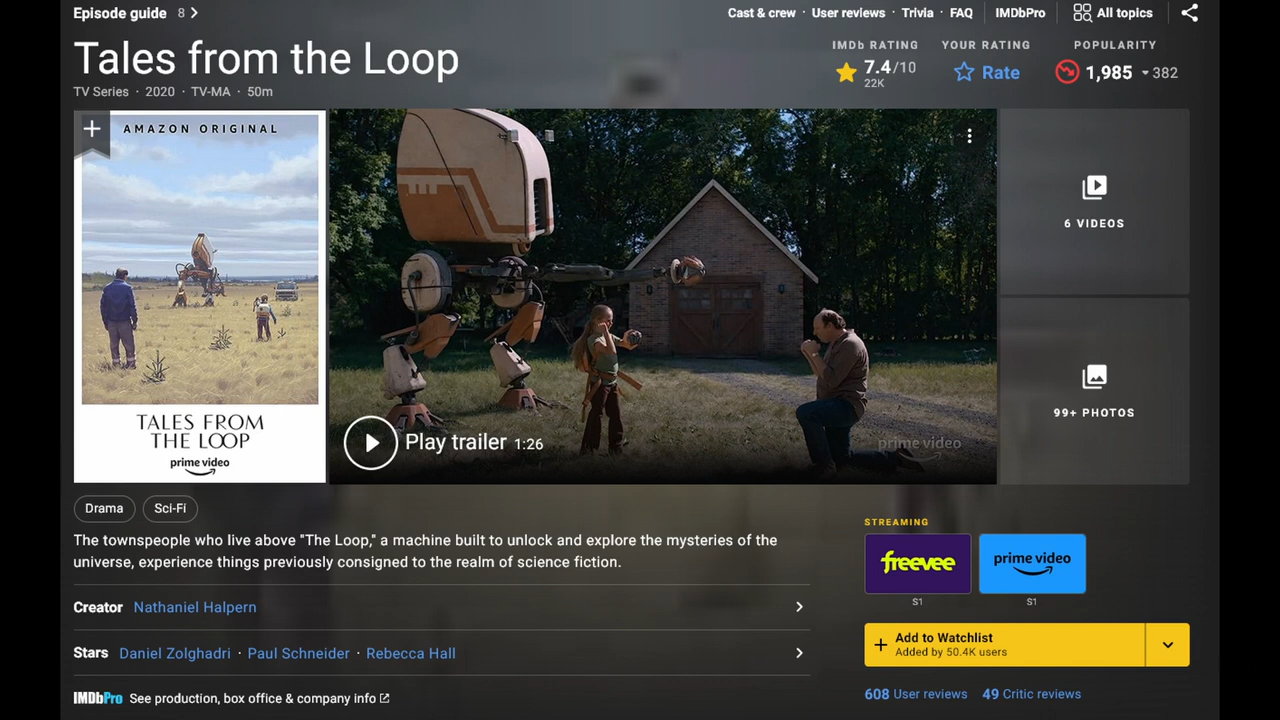 Episode guide 8
Cast & crew · User reviews · Trivia · FAQ IMDbPro All topics
Tales from the Loop
TV Series · 2020 · TV-MA · 50m
IMDb RATING YOUR RATING POPULARITY
7.4/10 Rate 1,985 382
22K
AMAZON ORIGINAL
TALES FROM
THE LOOP
prime video
Play trailer 1:26
prime video
6 VIDEOS
99+ PHOTOS
Drama Sci-Fi
The townspeople who live above "The Loop," a machine built to unlock and explore the mysteries of the
universe, experience things previously consigned to the realm of science fiction.
Creator Nathaniel Halpern
Stars Daniel Zolghadri · Paul Schneider · Rebecca Hall
IMDbPro See production, box office & company info
STREAMING
freevee prime video
S1 S1
Add to Watchlist
Added by 50.4K users
608 User reviews 49 Critic reviews